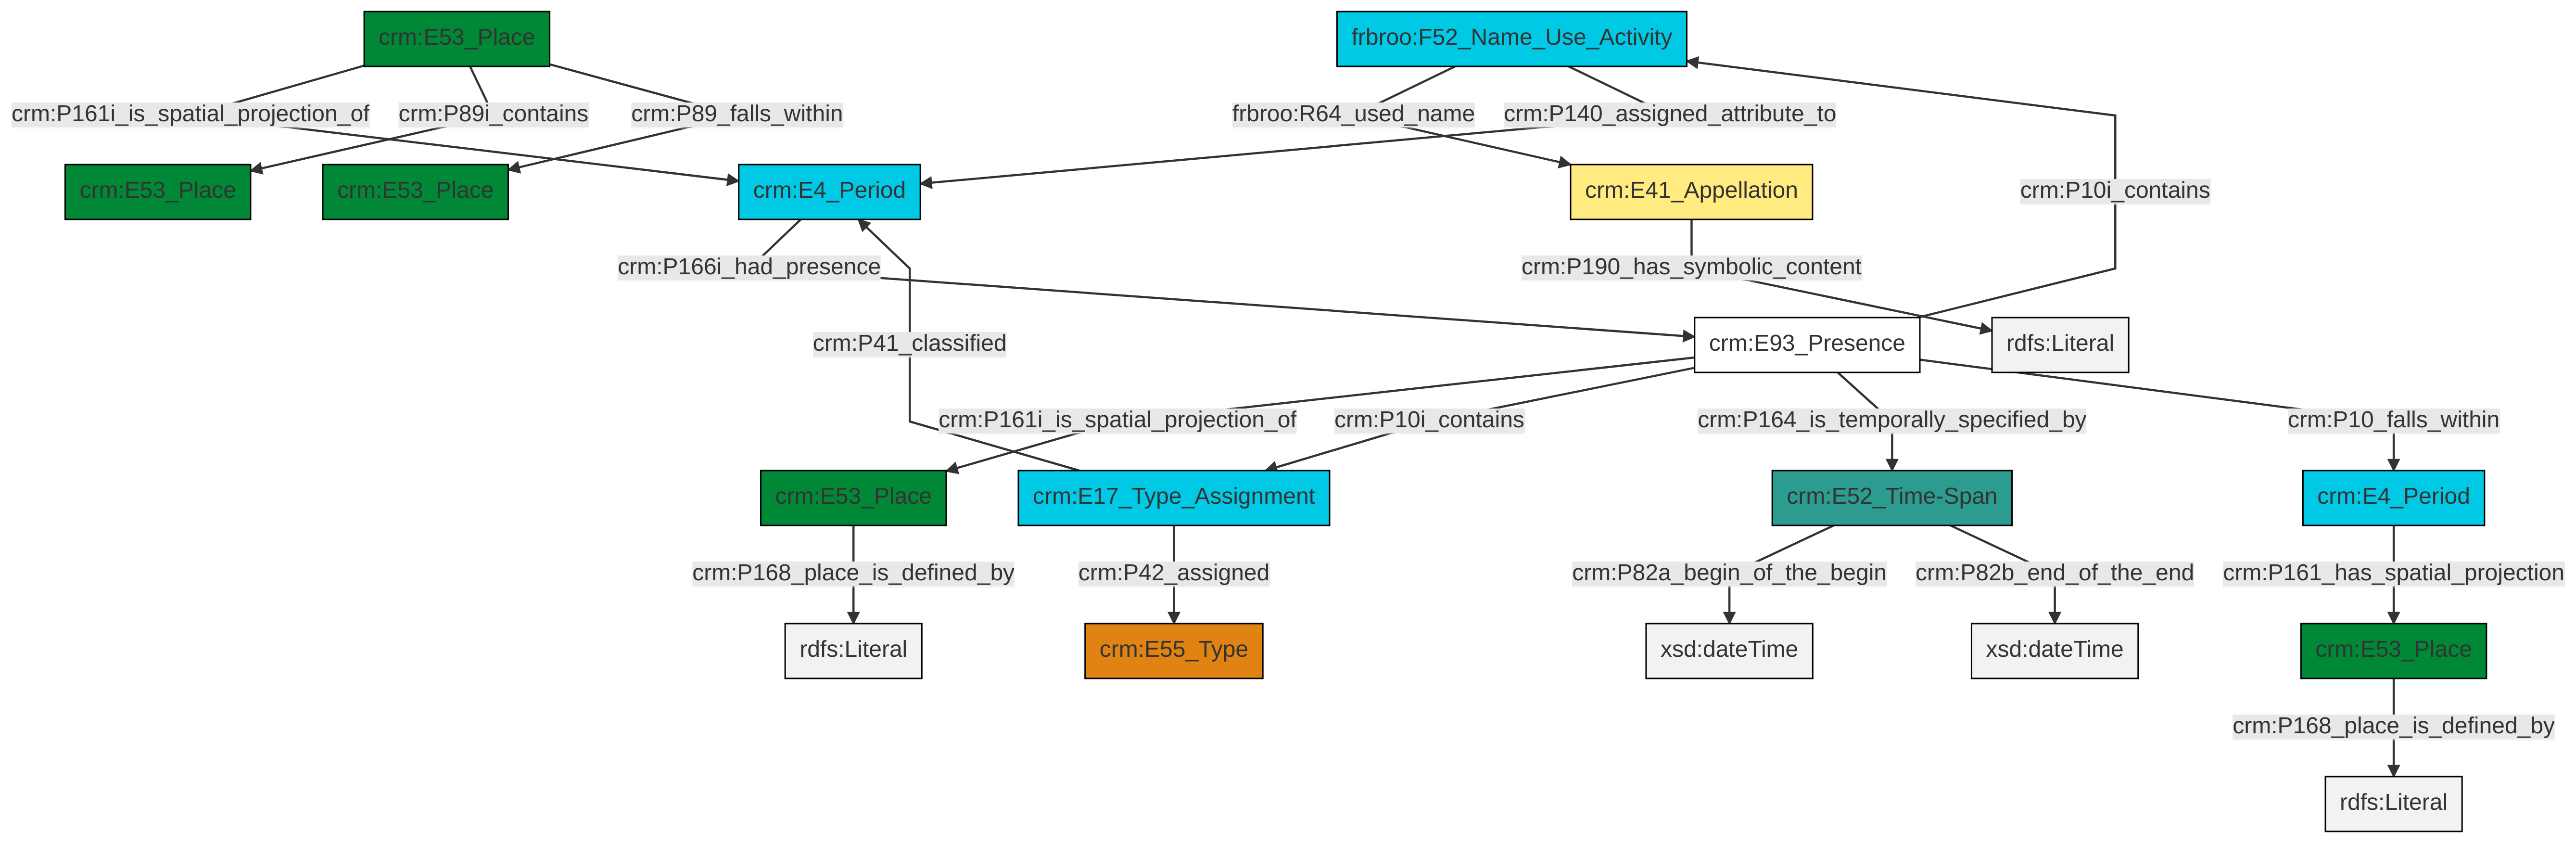 crm:E53_Place
frbroo:F52_Name_Use_Activity
crm:P161i_is_spatial_projection_of
crm:P89i_contains
crm:P89_falls_within
frbroo:R64_used_name
crm:P140_assigned_attribute_to
crm:E53_Place
crm:E53_Place
crm:E4_Period
crm:E41_Appellation
crm:P10i_contains
crm:P166i_had_presence
crm:P190_has_symbolic_content
crm:P41_classified
crm:E93_Presence
rdfs:Literal
crm:P161i_is_spatial_projection_of
crm:P10i_contains
crm:P164_is_temporally_specified_by
crm:P10_falls_within
crm:E53_Place
crm:E17_Type_Assignment
crm:E52_Time-Span
crm:E4_Period
crm:P168_place_is_defined_by
crm:P42_assigned
crm:P82a_begin_of_the_begin
crm:P82b_end_of_the_end
crm:P161_has_spatial_projection
rdfs:Literal
crm:E55_Type
xsd:dateTime
xsd:dateTime
crm:E53_Place
crm:P168_place_is_defined_by
rdfs:Literal